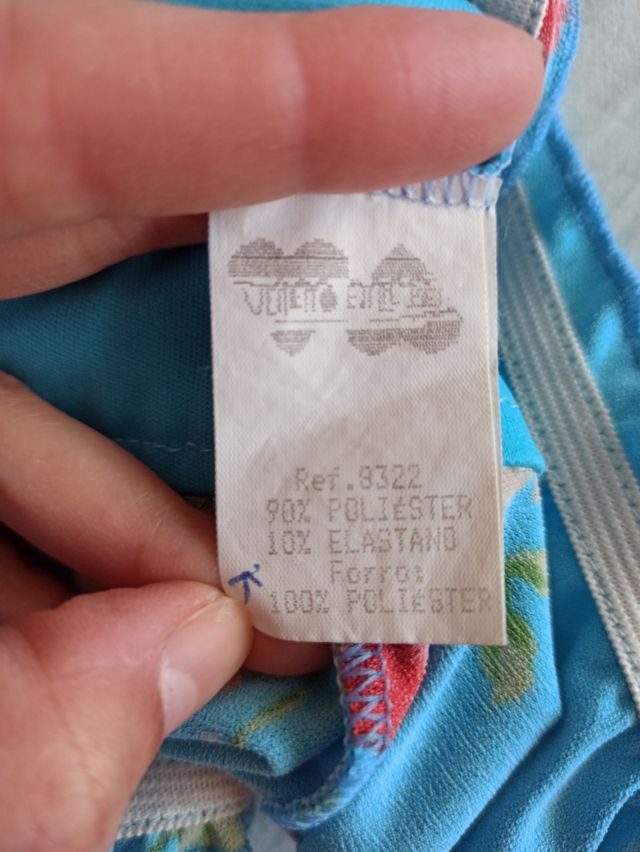 Ref.8322
90% POLIéSTER
10% ELASTANO
Forro:
100% POLIéSTER